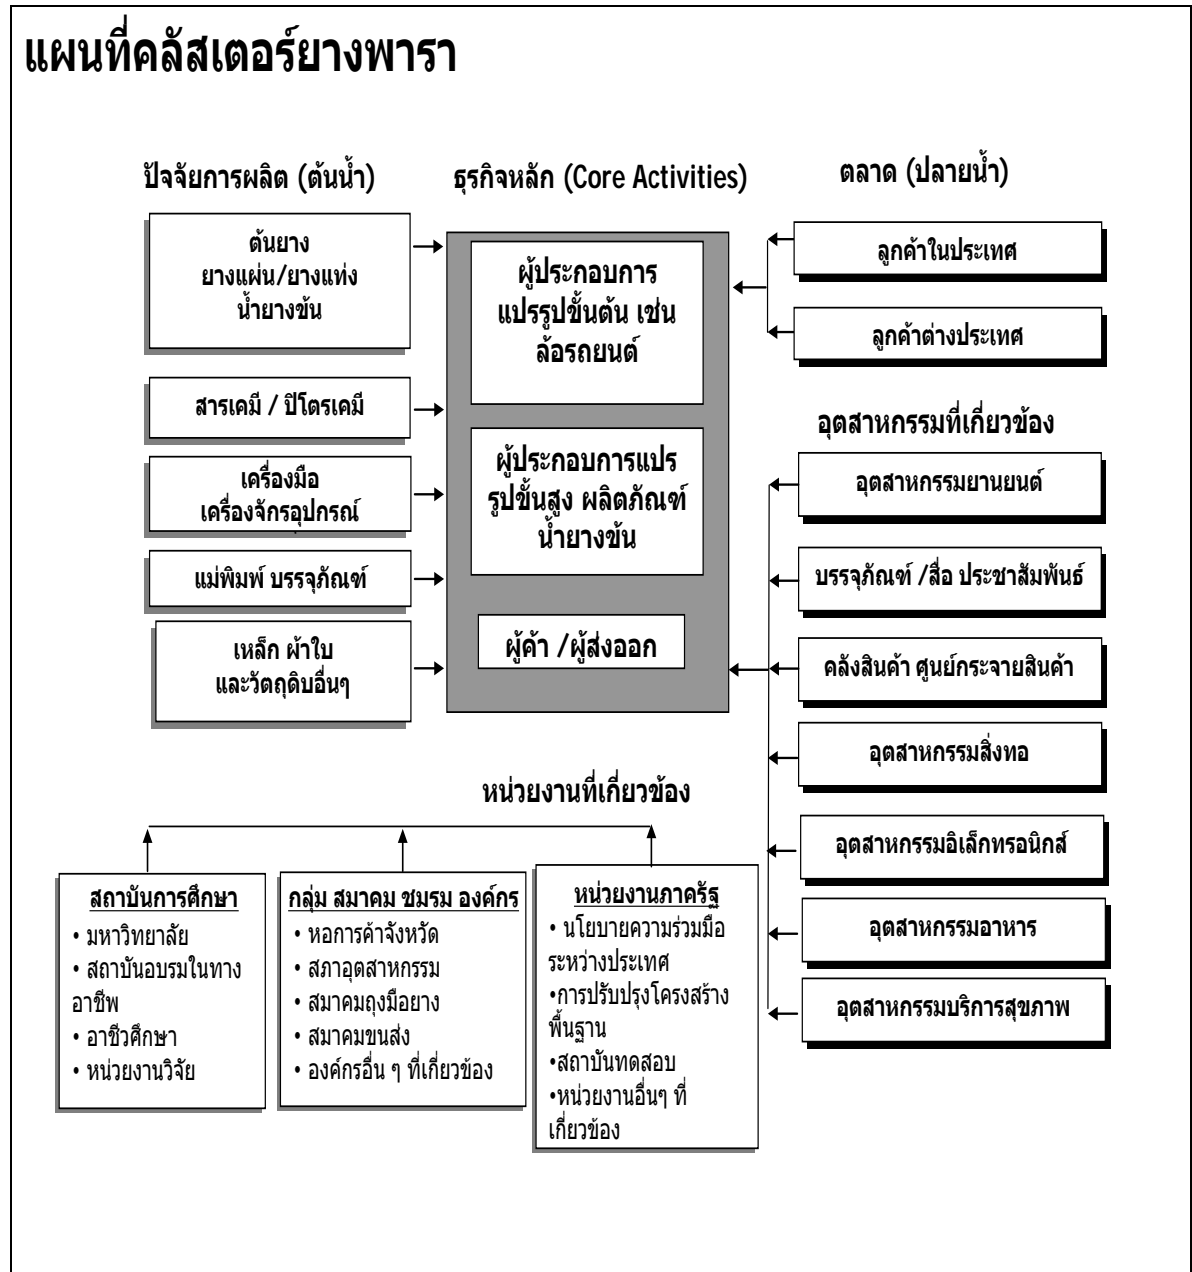 แผนที่คลัสเตอร์ยางพารา
ปัจจัยการผลิต (ต้นน้ำ)
ธุรกิจหลัก (Core Activities)
ตลาด (ปลายน้ำ)
ต้นยาง
ยางแผ่น/ยางแท่ง
น้ำยางข้น
สารเคมี / ปิโตรเคมี
เครื่องมือ
เครื่องจักรอุปกรณ์
แม่พิมพ์ บรรจุภัณฑ์
เหล็ก ผ้าใบ
และวัตถุดิบอื่นๆ
ผู้ประกอบการ
แปรรูปขั้นต้น เช่น
ล้อรถยนต์
ผู้ประกอบการแปร
รูปขั้นสูง ผลิตภัณฑ์
น้ำยางข้น
ผู้ค้า /ผู้ส่งออก
ลูกค้าในประเทศ
ลูกค้าต่างประเทศ
อุตสาหกรรมที่เกี่ยวข้อง
อุตสาหกรรมยานยนต์
บรรจุภัณฑ์ /สื่อ ประชาสัมพันธ์
คลังสินค้า ศูนย์กระจายสินค้า
อุตสาหกรรมสิ่งทอ
อุตสาหกรรมอิเล็กทรอนิกส์
อุตสาหกรรมอาหาร
อุตสาหกรรมบริการสุขภาพ
หน่วยงานที่เกี่ยวข้อง
สถาบันการศึกษา
• มหาวิทยาลัย
• สถาบันอบรมในทาง
อาชีพ
• อาชีวศึกษา
• หน่วยงานวิจัย
กลุ่ม สมาคม ชมรม องค์กร
• หอการค้าจังหวัด
• สภาอุตสาหกรรม
• สมาคมถุงมือยาง
• สมาคมขนส่ง
• องค์กรอื่น ๆ ที่เกี่ยวข้อง
หน่วยงานภาครัฐ
• นโยบายความร่วมมือ
ระหว่างประเทศ
•การปรับปรุงโครงสร้าง
พื้นฐาน
•สถาบันทดสอบ
•หน่วยงานอื่นๆ ที่
เกี่ยวข้อง